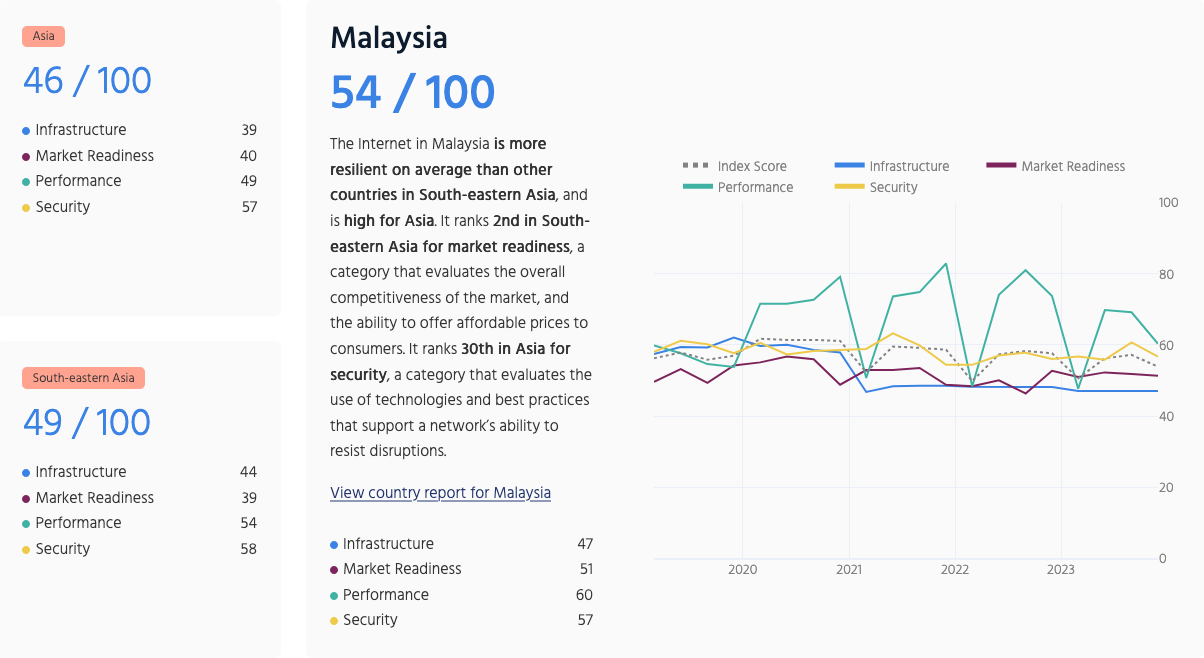 Asia
46 / 100
Infrastructure 39
Market Readiness 40
Performance 49
Security 57
South-eastern Asia
49 / 100
Infrastructure 44
Market Readiness 39
Performance 54
Security 58
Malaysia
54 / 100
The Internet in Malaysia is more
resilient on average than other
countries in South-eastern Asia, and
is high for Asia. It ranks 2nd in South-
eastern Asia for market readiness, a
category that evaluates the overall
competitiveness of the market, and
the ability to offer affordable prices to
consumers. It ranks 30th in Asia for
security, a category that evaluates the
use of technologies and best practices
that support a network’s ability to
resist disruptions.
View country report for Malaysia
Infrastructure 47
Market Readiness 51
Performance 60
Security 57
Index Score Infrastructure Market Readiness
Performance Security
100
80
60
40
20
0
2020 2021 2022 2023